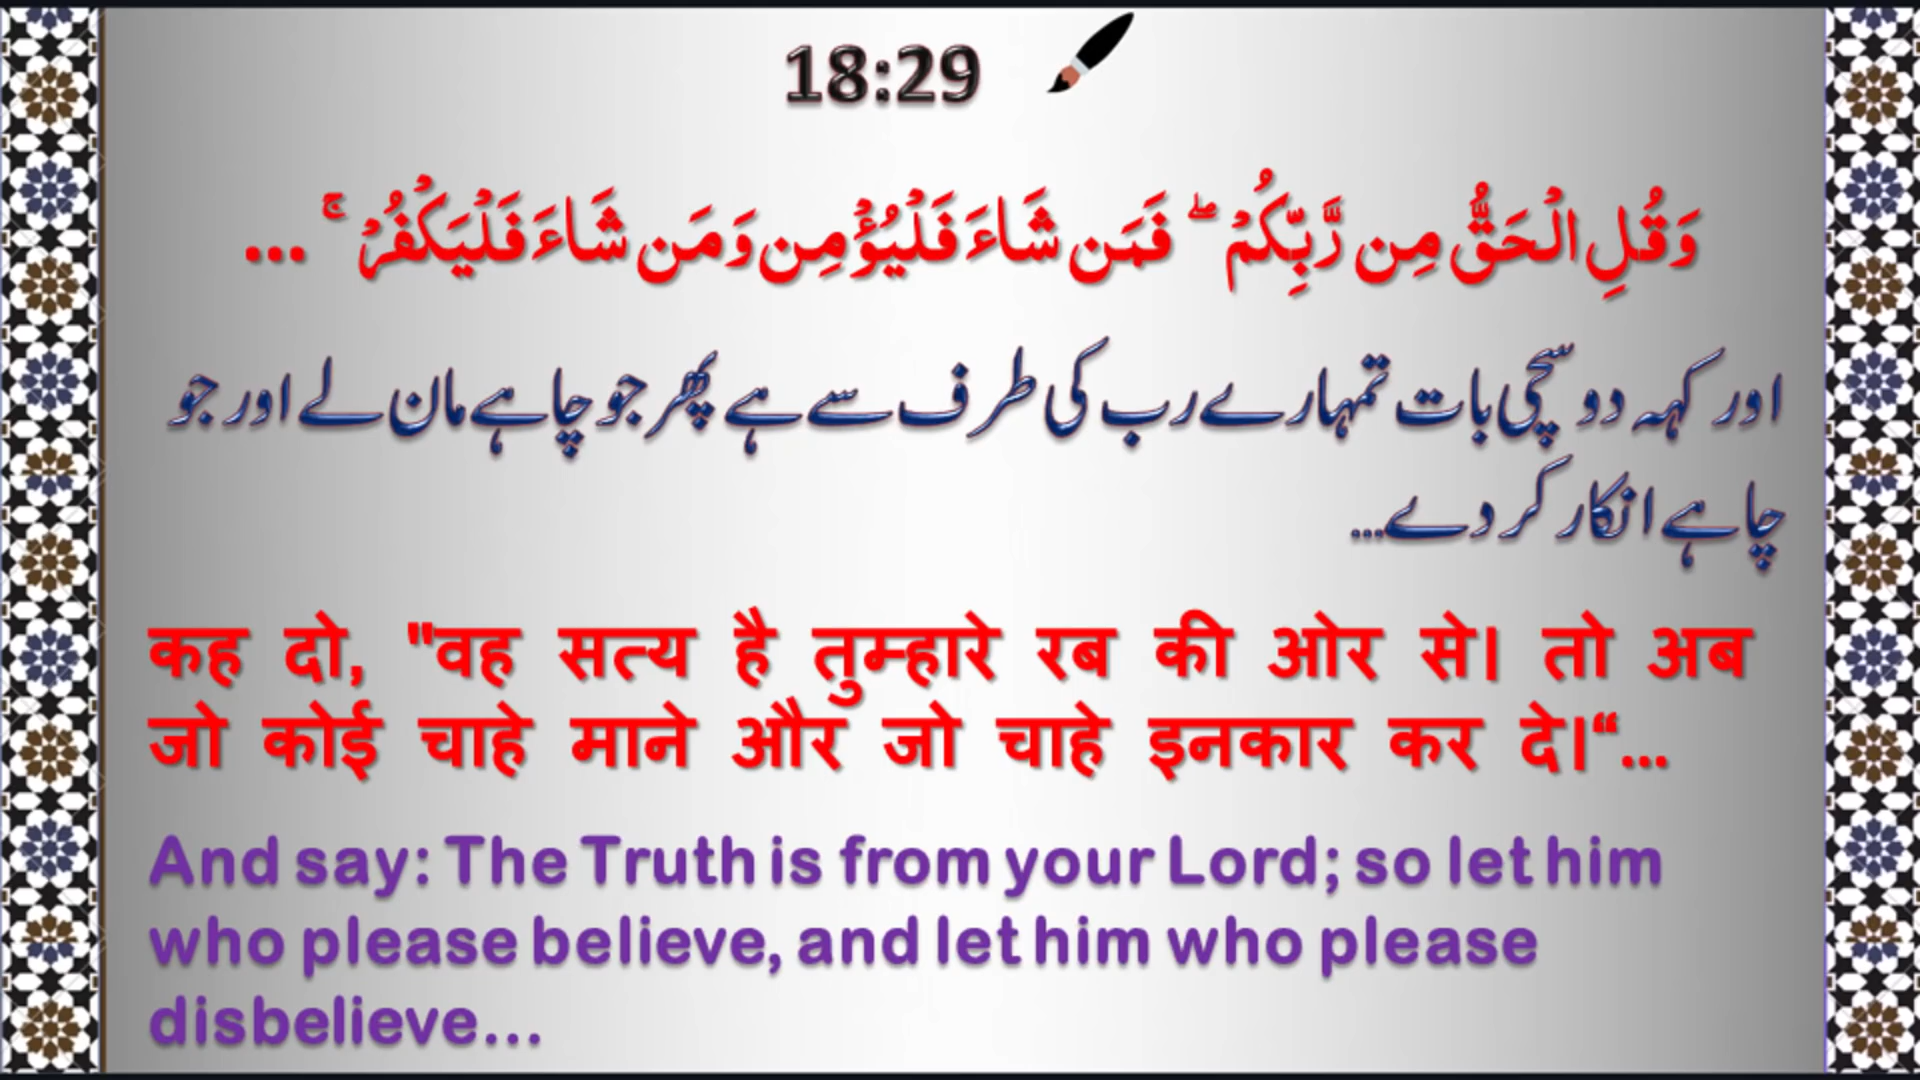 18:29
وَقُلِ الْحَقُّ مِن رَّبِّكُمْ ۖ فَمَن شَاءَ فَلْيُؤْمِن وَمَن شَاءَ فَلْيَكْفُرْ ۚ ...
اور کہہ دو سچی بات تمہارے رب کی طرف سے ہے پھر جو چاہے مان لے اور جو
چاہے انکار کر دے...
कह दो, "वह सत्य है तुम्हारे रब की ओर से। तो अब
जो कोई चाहे माने और जो चाहे इनकार कर दे।“...
And say: The Truth is from your Lord; so let him
who please believe, and let him who please
disbelieve...